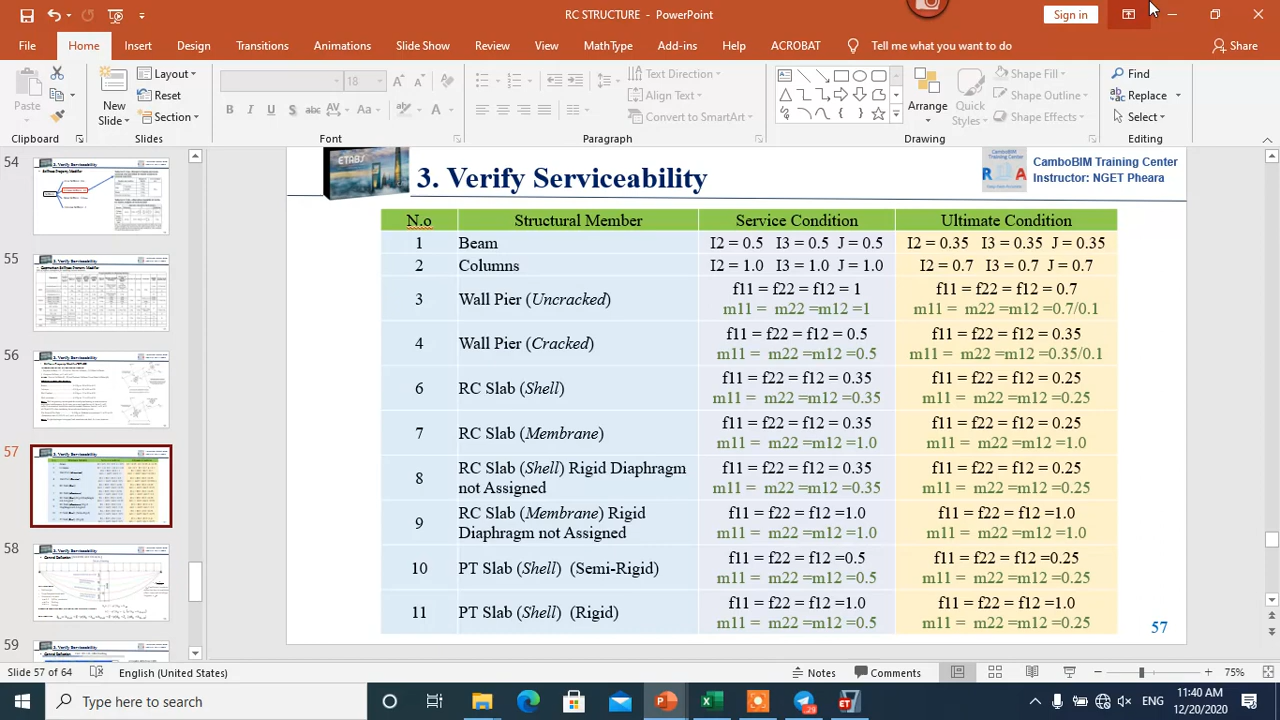 RC STRUCTURE - PowerPoint
Sign in
File Home Insert Design Transitions Animations Slide Show Review View MathType Add-ins Help ACROBAT Tell me what you want to do Share
Paste
New Slide
Layout
Reset
Section
18
B I U S abc AV Aa A
Text Direction
Align Text
Convert to SmartArt
Arrange
Quick Styles
Shape Fill
Shape Outline
Shape Effects
Find
Replace
Select
Clipboard Slides Font Paragraph Drawing Editing
54
55
56
57
58
59
ETABS
3. Verify Serviceability
CamboBIM Training Center
Instructor: NGET Pheara
N.o Structural Member Service Condition Ultimate Condition
1 Beam I2 = 0.5 I3 = 0.5 J = 0.5 I2 = 0.35 I3 = 0.35 J = 0.35
Columns I2 = 1.0 I2 = 0.7 I3 = 0.7 J = 0.7
3 Wall Pier (Uncracked) f11 = f22 = f12 = 1 f11 = f22 = f12 = 0.7
m11 = m22 =m12 =1 m11 = m22 =m12 =0.7/0.1
4 Wall Pier (Cracked) f11 = f22 = f12 = 0.5 f11 = f22 = f12 = 0.35
m11 = m22 =m12 =0.5 m11 = m22 =m12 =0.35/0.1
6 RC Slab (Shell) f11 = f22 = f12 = 0.35 f11 = f22 = f12 = 0.25
m11 = m22 =m12 =0.35 m11 = m22 =m12 =0.25
7 RC Slab (Membrane) f11 = f22 = f12 = 0.35 f11 = f22 = f12 = 0.25
m11 = m22 =m12 =1.0 m11 = m22 =m12 =1.0
RC Slab (Shell) Rigid Diaphragm f11 = f22 = f12 = 0.35 f11 = f22 = f12 = 0.25
not Assigned m11 = m22 =m12 =0.35 m11 = m22 =m12 =0.25
9 RC Slab (Membrane) Rigid f11 = f22 = f12 =1.0 f11 = f22 = f12 =1.0
Diaphragm not Assigned m11 = m22 =m12 =1.0 m11 = m22 =m12 =1.0
10 PT Slab (Shell) (Semi-Rigid) f11 = f22 = f12 =0.5 f11 = f22 = f12 =0.25
m11 = m22 =m12 =0.5 m11 = m22 =m12 =0.25
11 PT Slab (Shell) (Rigid) f11 = f22 = f12 =1.0 f11 = f22 = f12 =1.0
m11 = m22 =m12 =0.5 m11 = m22 =m12 =0.25
57
Slide 57 of 64 English (United States) Notes Comments 75%
Type here to search
ENG
11:40 AM
12/20/2020